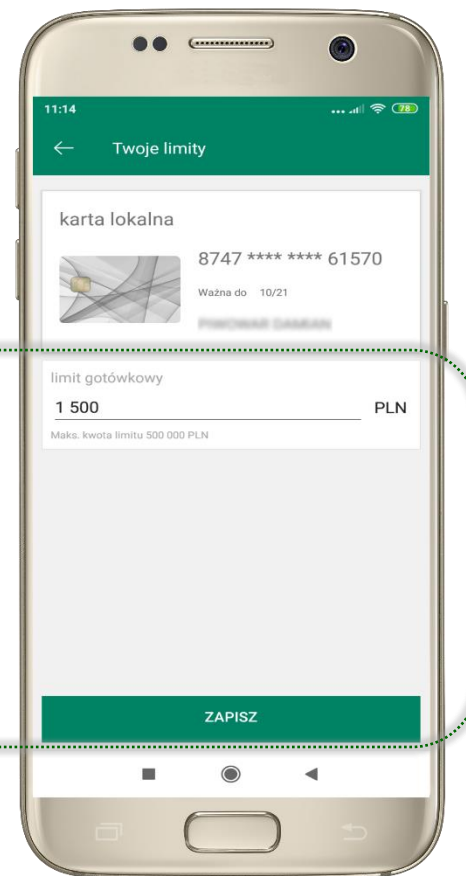 11:14
78
Twoje limity
karta lokalna
8747 **** **** 61570
Ważna do 10/21
limit gotówkowy
1 500 PLN
Maks. kwota limitu 500 000 PLN
ZAPISZ